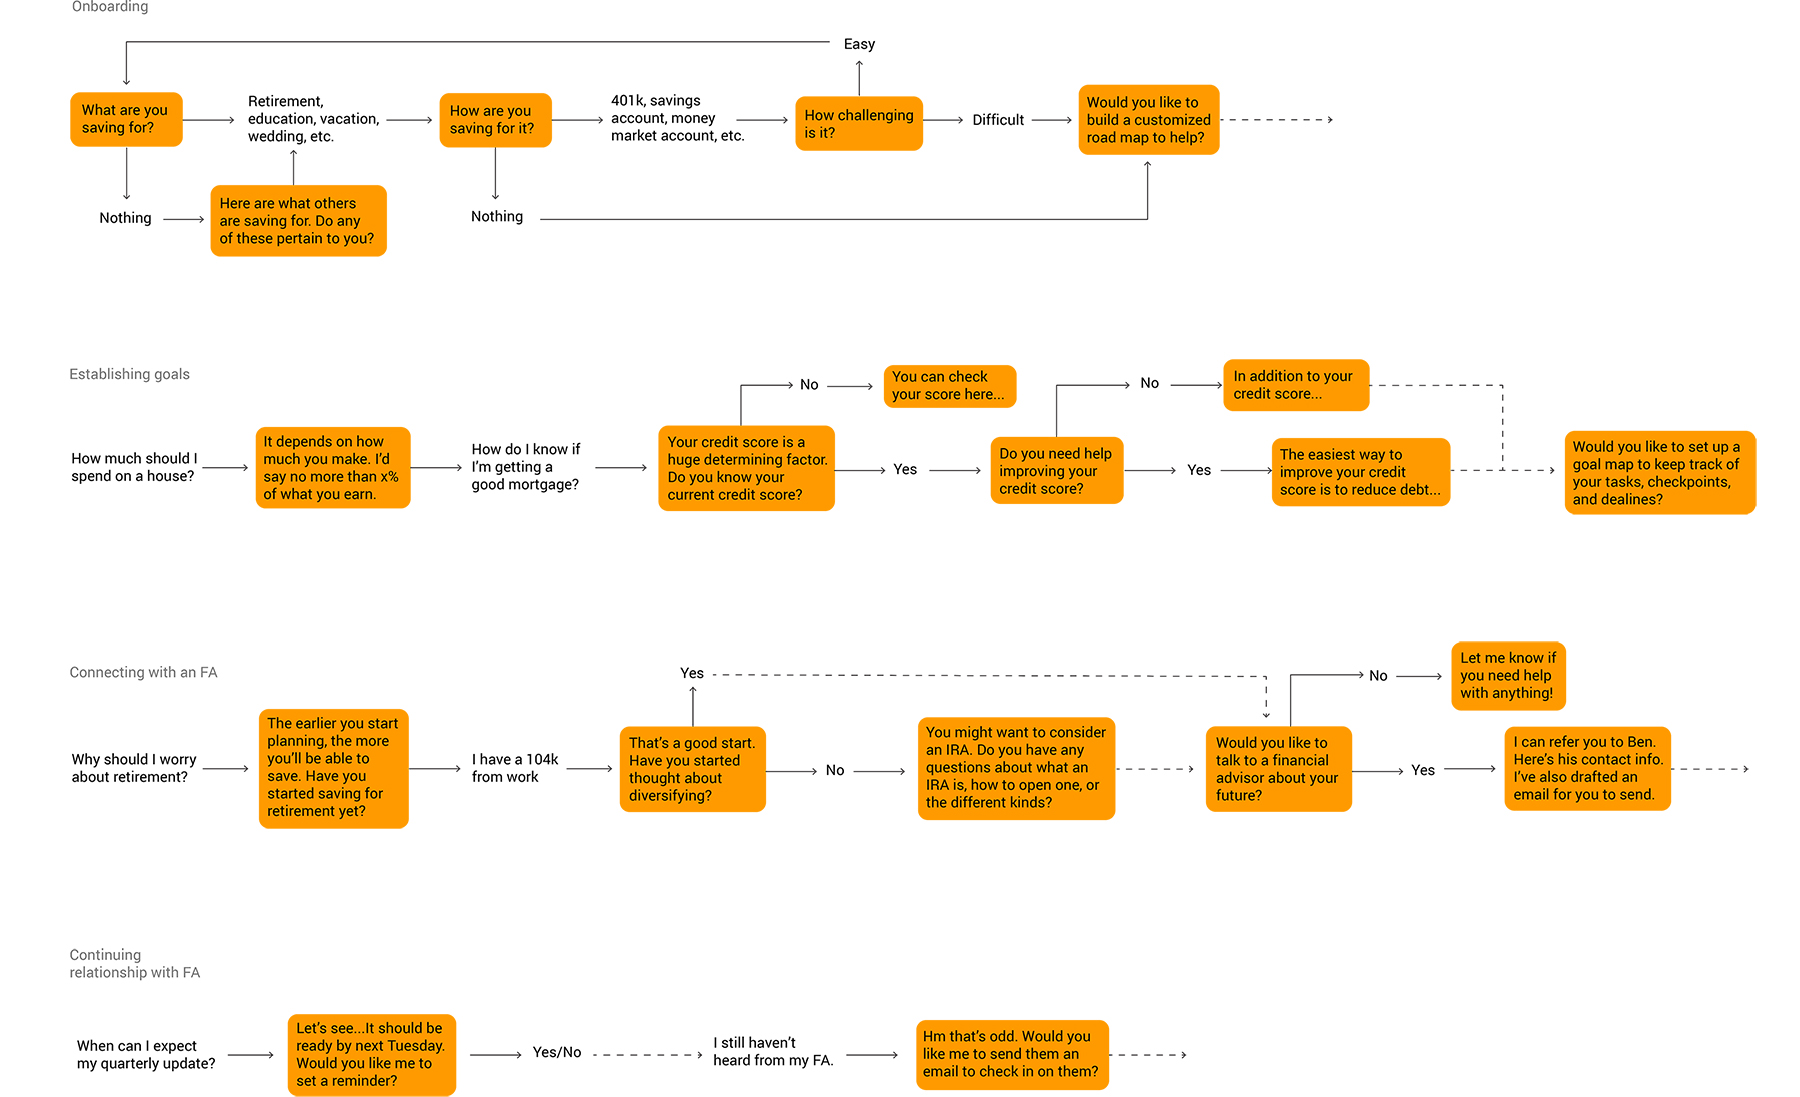 Onboarding
Easy
What are you
saving for?
Retirement,
education, vacation,
wedding, etc.
How are you
saving for it?
401k, savings
account, money
market account, etc.
How challenging
is it?
Difficult
Would you like to
build a customized
road map to help?
Nothing
Here are what others
are saving for. Do any
of these pertain to you?
Nothing
Establishing goals
How much should I
spend on a house?
It depends on how
much you make. I'd
say no more than x%
of what you earn.
How do I know if
I'm getting a
good mortgage?
Your credit score is a
huge determining factor.
Do you know your
current credit score?
No
You can check
your score here...
Yes
Do you need help
improving your
credit score?
No
In addition to your
credit score...
Yes
The easiest way to
improve your credit
score is to reduce debt...
Would you like to set up a
goal map to keep track of
your tasks, checkpoints,
and dealines?
Connecting with an FA
Why should I worry
about retirement?
The earlier you start
planning, the more
you'll be able to
save. Have you
started saving for
retirement yet?
I have a 104k
from work
That's a good start.
Have you started
thought about
diversifying?
Yes
No
You might want to consider
an IRA. Do you have any
questions about what an
IRA is, how to open one, or
the different kinds?
Would you like to
talk to a financial
advisor about your
future?
No
Let me know if
you need help
with anything!
Yes
I can refer you to Ben.
Here's his contact info.
I've also drafted an
email for you to send.
Continuing
relationship with FA
When can I expect
my quarterly update?
Let's see...It should be
ready by next Tuesday.
Would you like me to
set a reminder?
Yes/No
I still haven't
heard from my FA.
Hm that's odd. Would you
like me to send them an
email to check in on them?